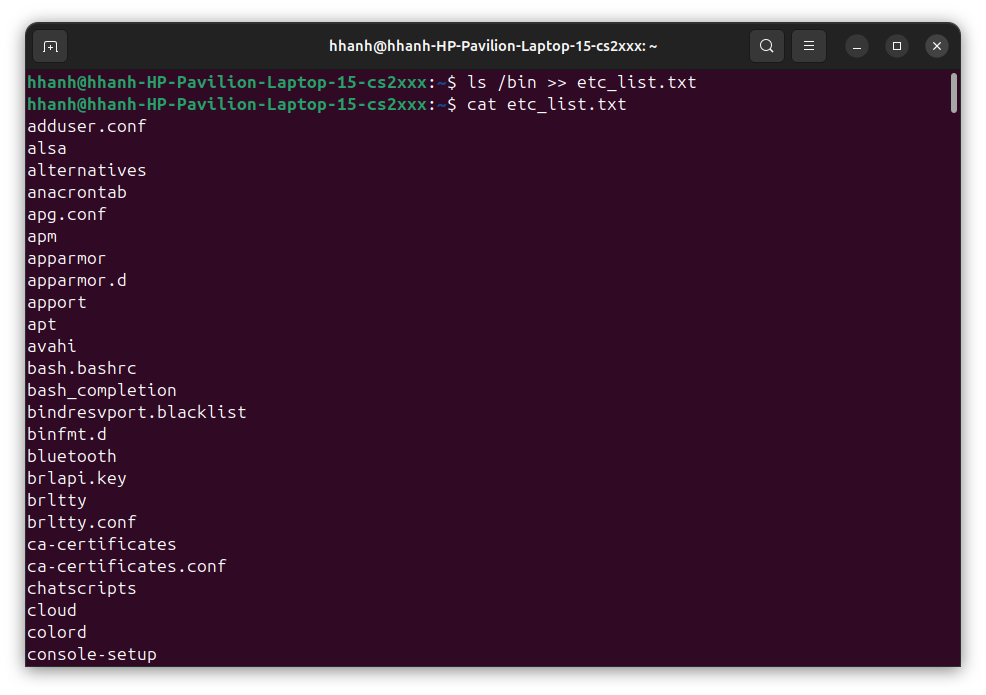 hhanh@hhanh-HP-Pavilion-Laptop-15-cs2xxx: ~
hhanh@hhanh-HP-Pavilion-Laptop-15-cs2xxx:~$ ls /bin >> etc_list.txt
hhanh@hhanh-HP-Pavilion-Laptop-15-cs2xxx:~$ cat etc_list.txt
adduser.conf
alsa
alternatives
anacrontab
apg.conf
apm
apparmor
apparmor.d
apport
apt
avahi
bash.bashrc
bash_completion
bindresvport.blacklist
binfmt.d
bluetooth
brlapi.key
brltty
brltty.conf
ca-certificates
ca-certificates.conf
chatscripts
cloud
colord
console-setup